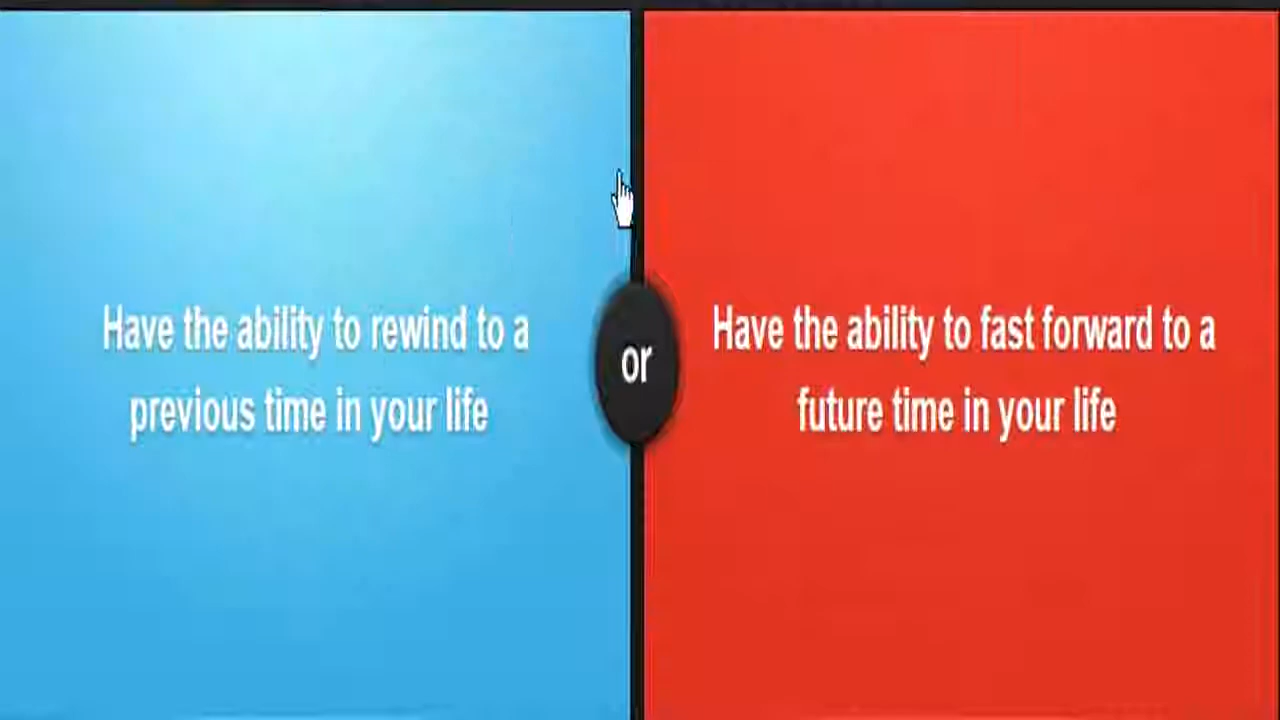 Have the ability to rewind to a
previous time in your life
or
Have the ability to fast forward to a
future time in your life